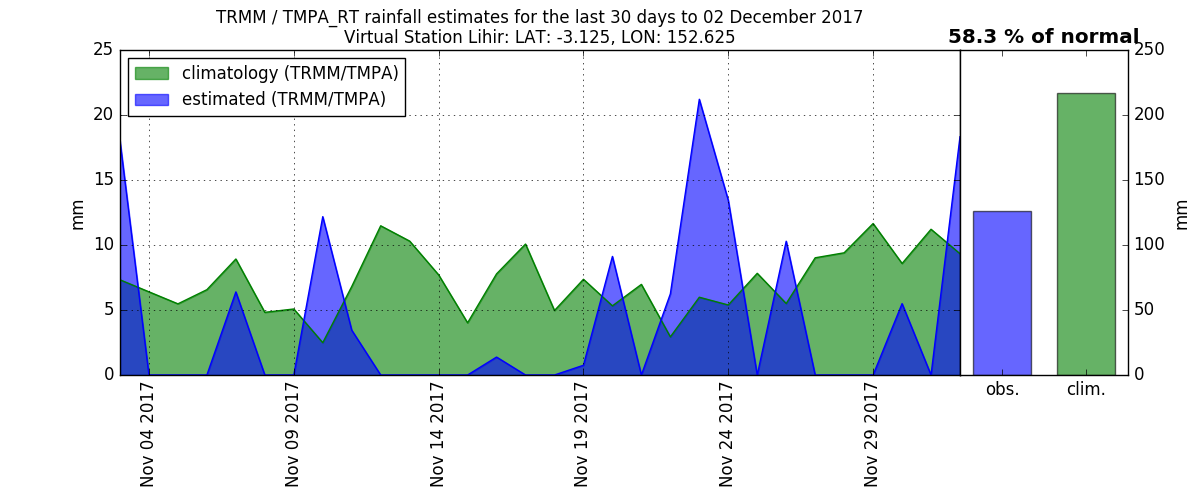 TRMM / TMPA_RT rainfall estimates for the last 30 days to 02 December 2017
Virtual Station Lihir: LAT: -3.125, LON: 152.625
58.3 % of normal
climatology (TRMM/TMPA)
estimated (TRMM/TMPA)
25
20
15
10
5
0
mm
Nov 04 2017
Nov 09 2017
Nov 14 2017
Nov 19 2017
Nov 24 2017
Nov 29 2017
obs.
clim.
250
200
150
100
50
0
mm